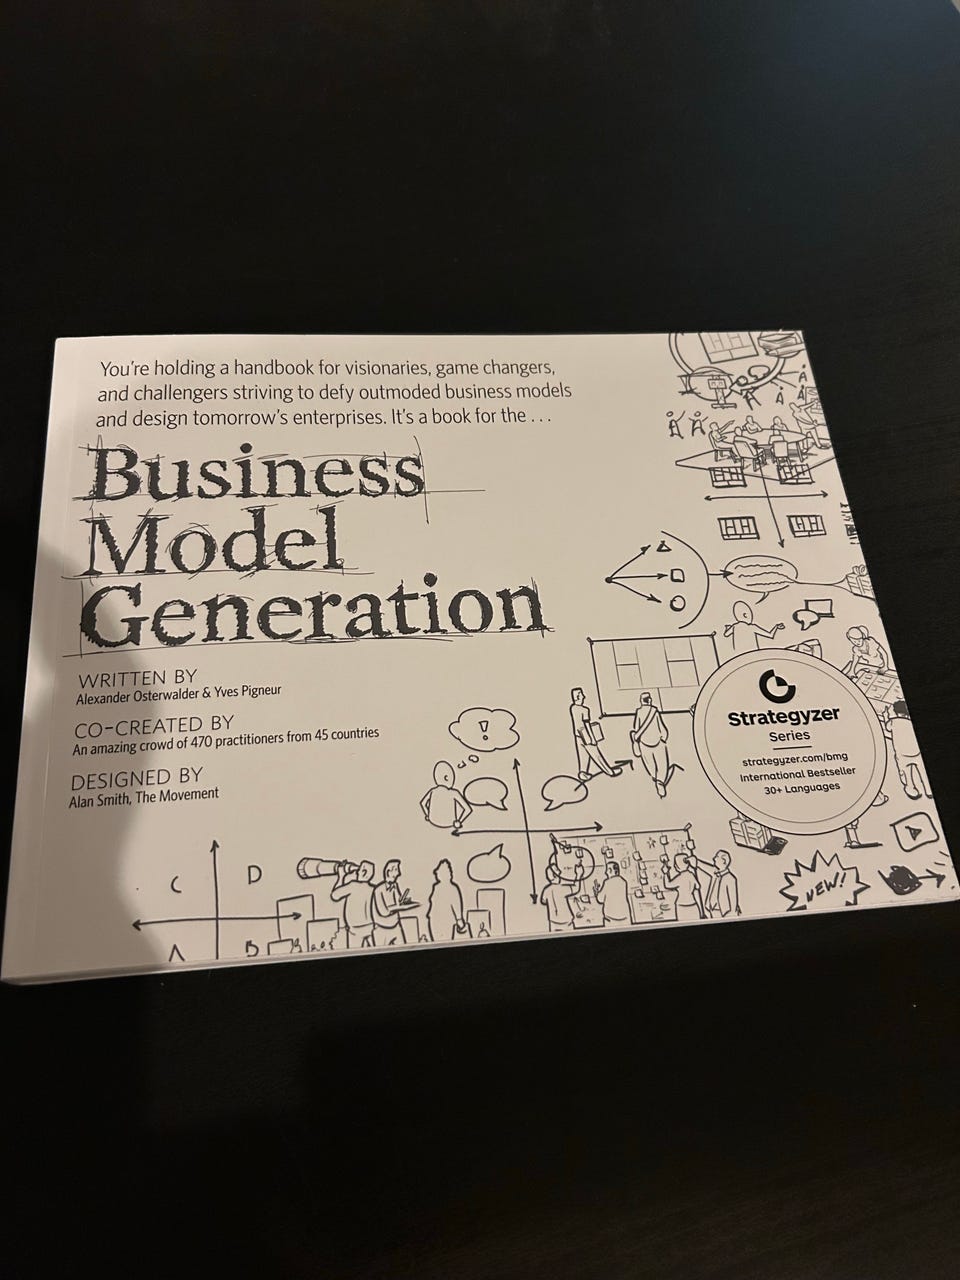 You're holding a handbook for visionaries, game changers,
and challengers striving to defy outmoded business models
and design tomorrow's enterprises. It's a book for the . . .
Business
Model
Generation
WRITTEN BY
Alexander Osterwalder & Yves Pigneur
CO-CREATED BY
An amazing crowd of 470 practitioners from 45 countries
DESIGNED BY
Alan Smith, The Movement
Strategyzer
Series
strategyzer.com/bmg
International Bestseller
30+ Languages
!
C D
A B
NEW!